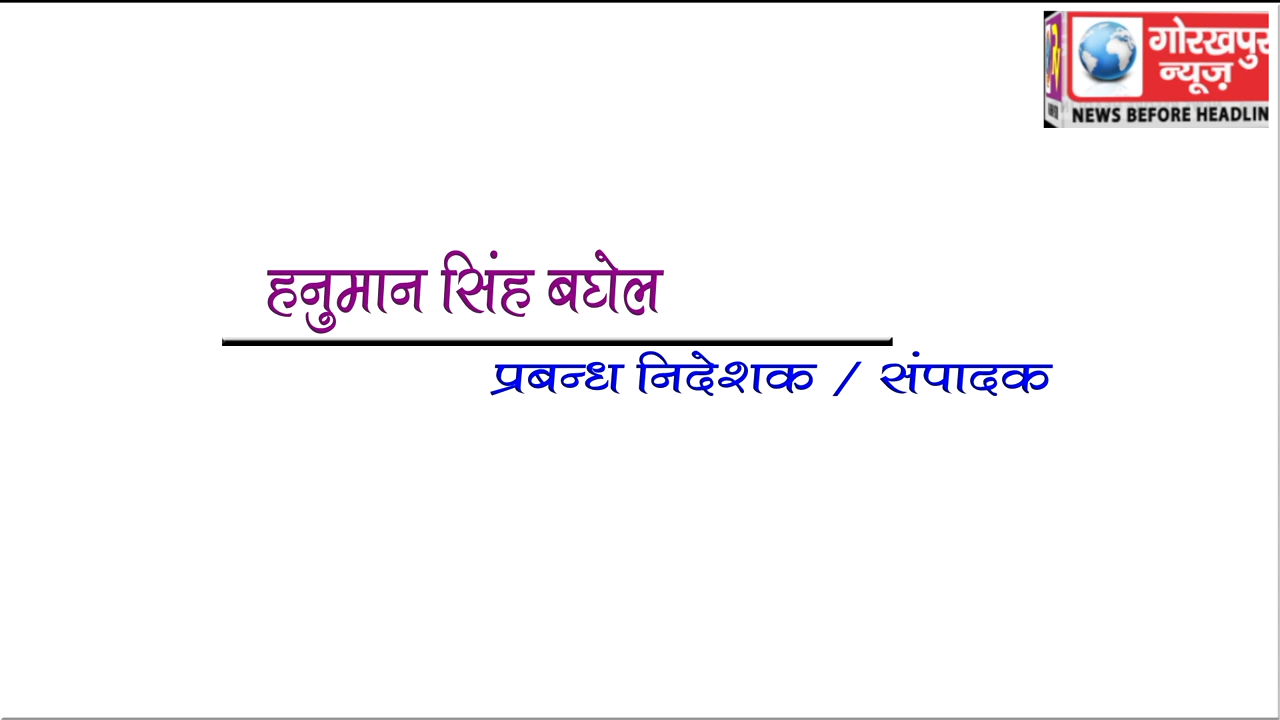 गोरखपुर
न्यूज़
NEWS BEFORE HEADLIN
हनुमान सिंह बघेल
प्रबन्ध निदेशक / संपादक